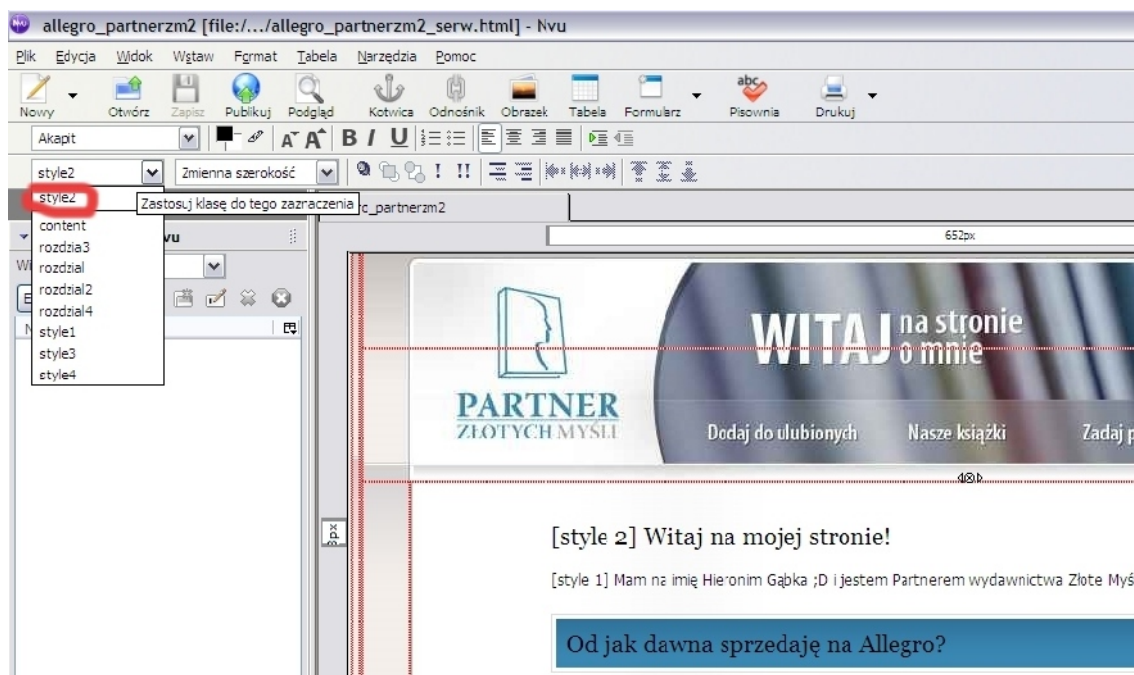 allegro_partnerzm2 [file:/.../allegro_partnerzm2_serw.html] - Nvu
Plik Edycja Widok Wstaw Format Tabela Narzędzia Pomoc
Nowy Otwórz Zapisz Publikuj Podgląd Kotwica Odnośnik Obrazek Tabela Formularz Pisownia Drukuj
Akapit
style2 Zmienna szerokość
style2
Zastosuj klasę do tego zazraczenia
content
rozdzia3
rozdzial
rozdzial2
rozdzial4
style1
style3
style4
vu
partnerzm2
652px
WITAJ na stronie
o mnie
PARTNER
ZŁOTYCH MYŚLI
Dodaj do ulubionych Nasze książki Zadaj p
[style 2] Witaj na mojej stronie!
[style 1] Mam na imię Hieronim Gąbka ;D i jestem Partnerem wydawnictwa Złote Myś
Od jak dawna sprzedaję na Allegro?